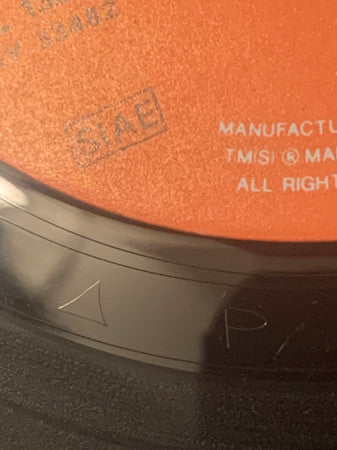 SIAE
MANUFACTU
TM(S) ® MA
ALL RIGHT
P